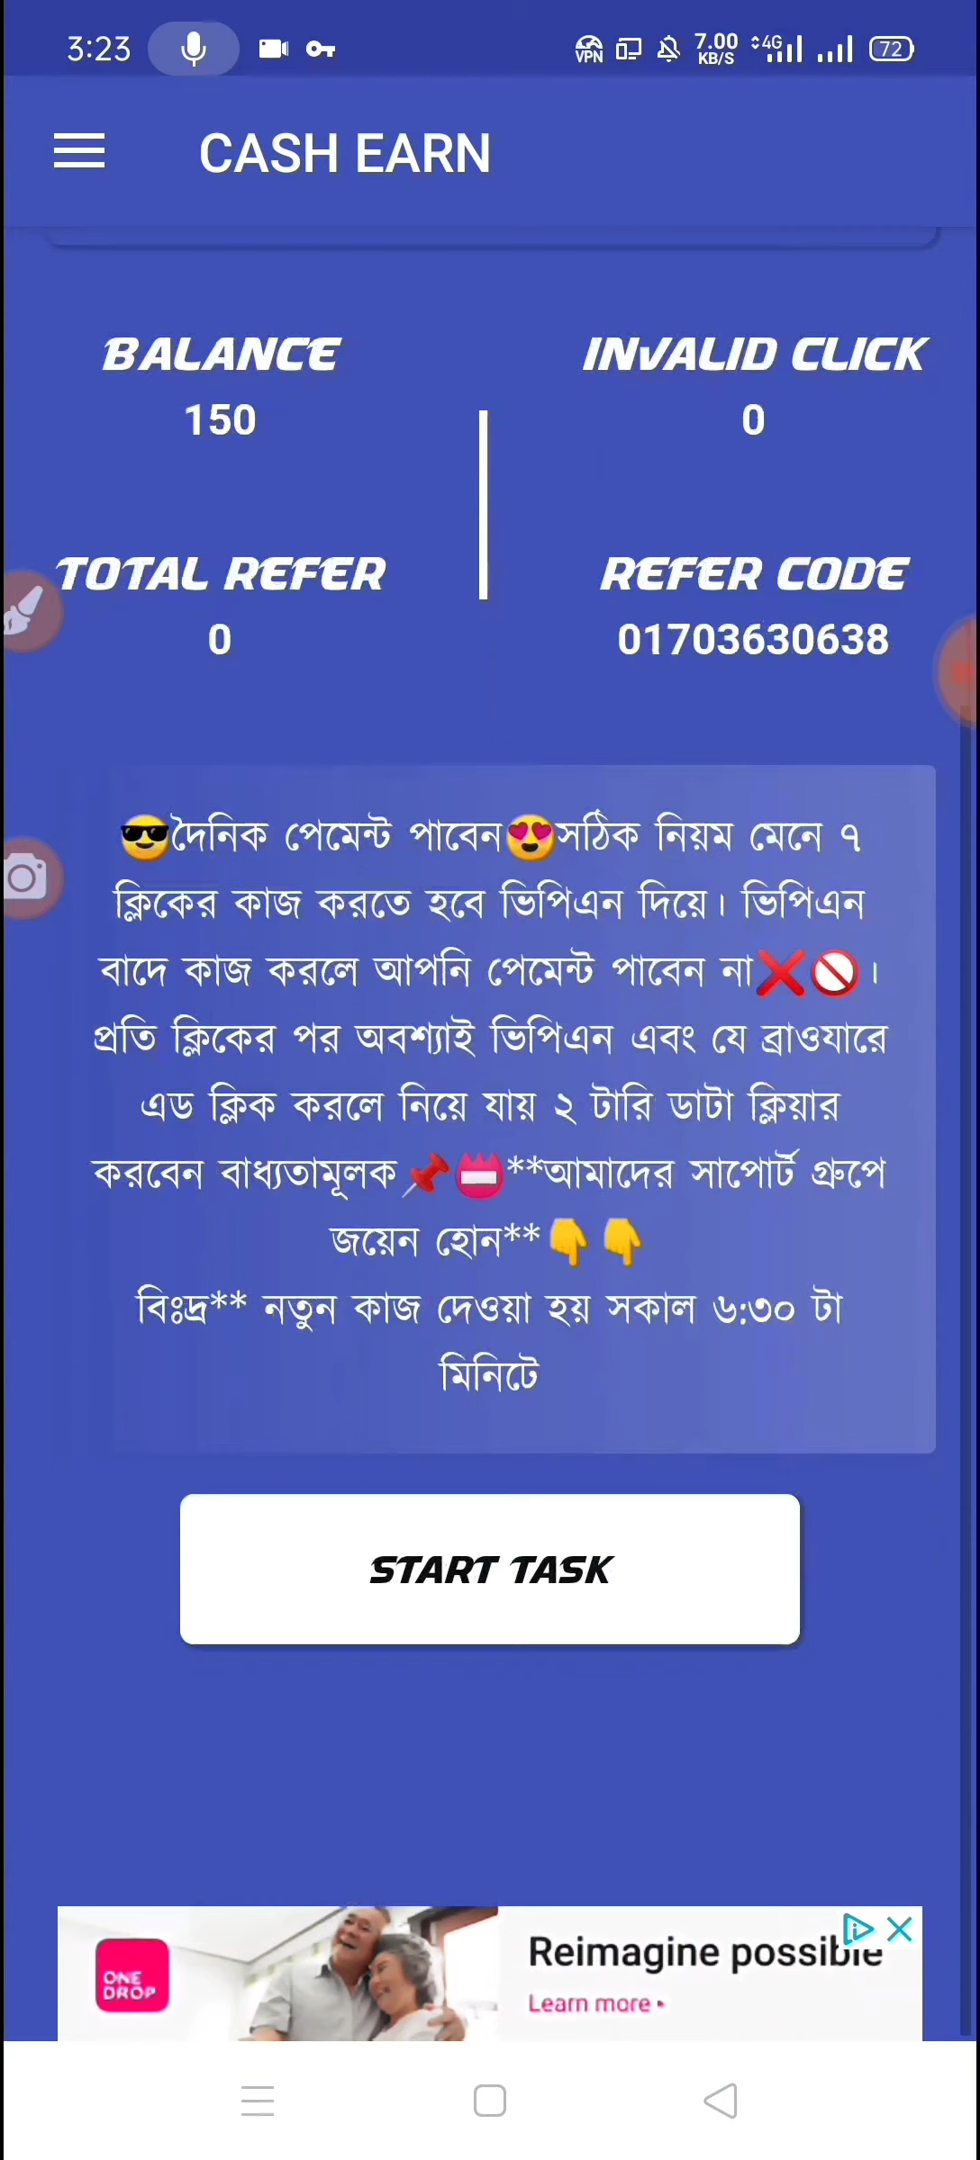 3:23
VPN
7.00
KB/S
4G
72
CASH EARN
BALANCE
INVALID CLICK
150
0
TOTAL REFER
REFER CODE
0
01703630638
😎দৈনিক পেমেন্ট পাবেন😍সঠিক নিয়ম মেনে ৭
ক্লিকের কাজ করতে হবে ভিপিএন দিয়ে। ভিপিএন
বাদে কাজ করলে আপনি পেমেন্ট পাবেন না❌🚫।
প্রতি ক্লিকের পর অবশ্যই ভিপিএন এবং যে ব্রাওযারে
এড ক্লিক করলে নিয়ে যায় ২ টারি ডাটা ক্লিয়ার
করবেন বাধ্যতামূলক📌📛**আমাদের সাপোর্ট গ্রুপে
জয়েন হোন**👇👇
বিঃদ্র** নতুন কাজ দেওয়া হয় সকাল ৬:৩০ টা
মিনিটে
START TASK
ONE
DROP
Reimagine possible
Learn more